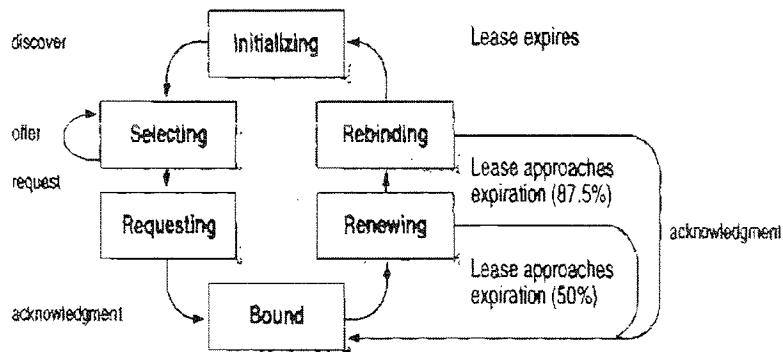 discover
Initializing
Lease expires
offer
Selecting
Rebinding
request
Lease approaches
expiration (87.5%)
Requesting
Renewing
acknowledgment
Lease approaches
expiration (50%)
acknowledgment
Bound